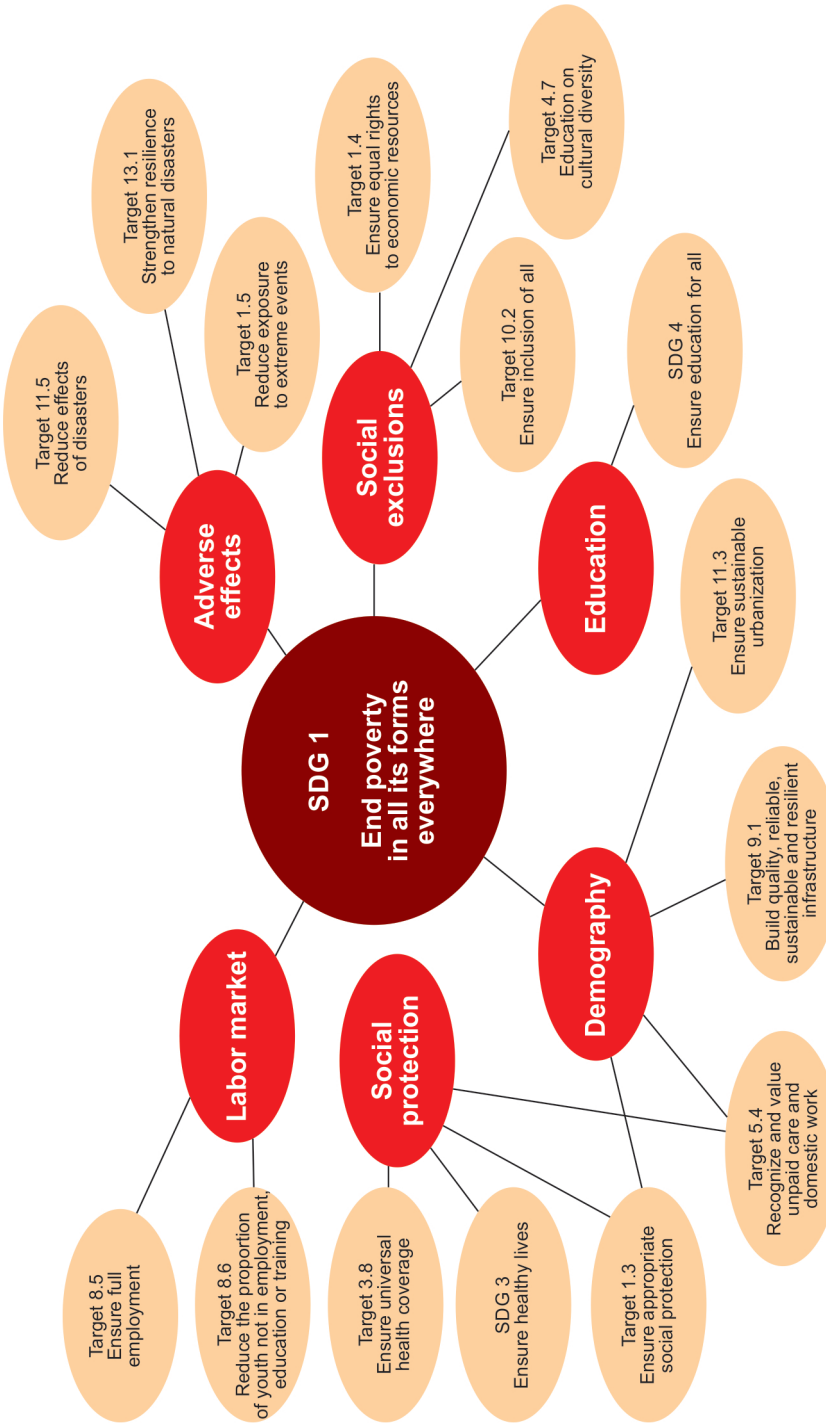 Target 8.5
Ensure full
employment
Target 8.6
Reduce the proportion
of youth not in employment,
education or training
Target 3.8
Ensure universal
health coverage
SDG 3
Ensure healthy lives
Target 1.3
Ensure appropriate
social protection
Target 5.4
Recognize and value
unpaid care and
domestic work
Labor market
Social
protection
Demography
Target 9.1
Build quality, reliable,
sustainable and resilient
infrastructure
SDG 1
End poverty
in all its forms
everywhere
Target 11.3
Ensure sustainable
urbanization
Adverse
effects
Social
exclusions
Education
Target 11.5
Reduce effects
of disasters
Target 13.1
Strengthen resilience
to natural disasters
Target 1.5
Reduce exposure
to extreme events
Target 1.4
Ensure equal rights
to economic resources
Target 10.2
Ensure inclusion of all
Target 4.7
Education on
cultural diversity
SDG 4
Ensure education for all